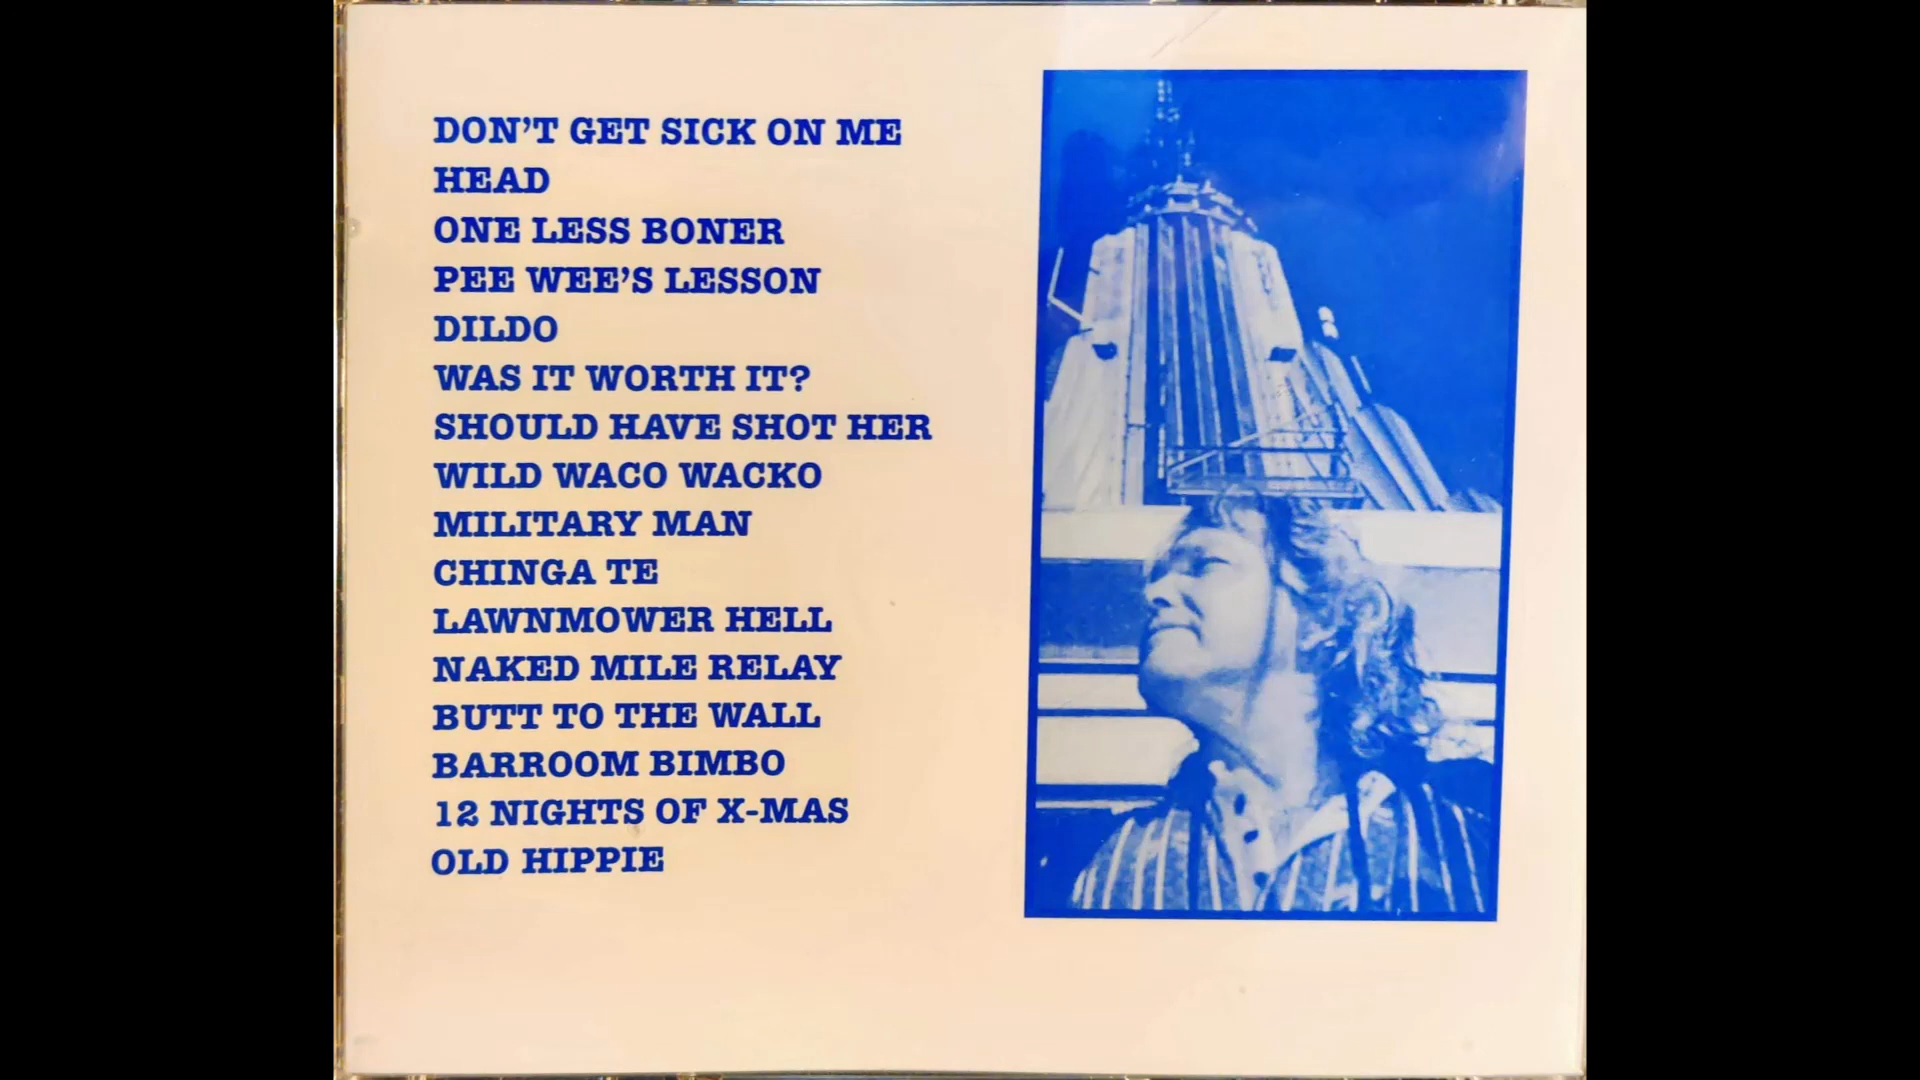 DON'T GET SICK ON ME
HEAD
ONE LESS BONER
PEE WEE'S LESSON
DILDO
WAS IT WORTH IT?
SHOULD HAVE SHOT HER
WILD WACO WACKO
MILITARY MAN
CHINGA TE
LAWNMOWER HELL
NAKED MILE RELAY
BUTT TO THE WALL
BARROOM BIMBO
12 NIGHTS OF X-MAS
OLD HIPPIE